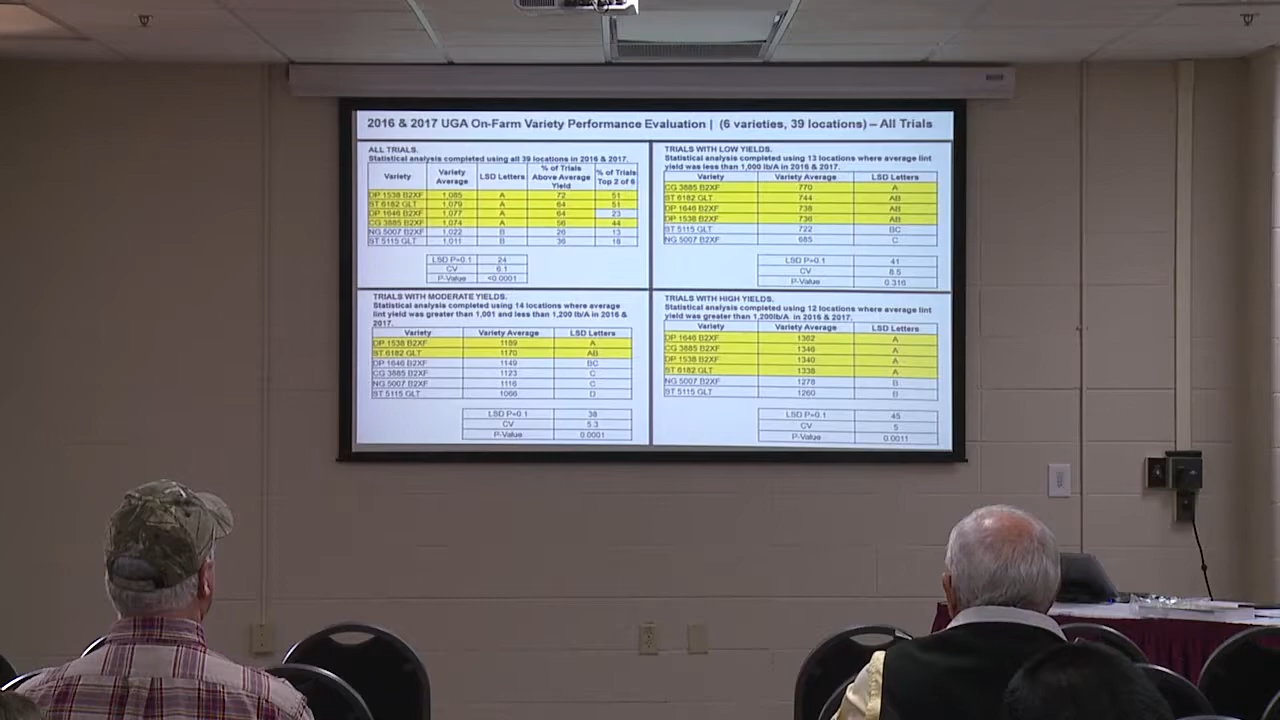 2016 & 2017 UGA On-Farm Variety Performance Evaluation | (6 varieties, 39 locations) – All Trials
ALL TRIALS.
Statistical analysis completed using all 39 locations in 2016 & 2017.
Variety Variety Average LSD Letters % of Trials Above Average Yield % of Trials Top 2 of 6
DP 1538 B2XF 1,085 A 72 51
ST 6182 GLT 1,079 A 64 51
DP 1646 B2XF 1,077 A 64 23
CG 3885 B2XF 1,074 A 56 44
NG 5007 B2XF 1,022 B 26 13
ST 5115 GLT 1,011 B 36 18
LSD P=0.1 24
CV 6.1
P-Value <0.0001
TRIALS WITH LOW YIELDS.
Statistical analysis completed using 13 locations where average lint
yield was less than 1,000 lb/A in 2016 & 2017.
Variety Variety Average LSD Letters
CG 3885 B2XF 770 A
ST 6182 GLT 744 AB
DP 1646 B2XF 738 AB
DP 1538 B2XF 736 AB
ST 5115 GLT 722 BC
NG 5007 B2XF 685 C
LSD P=0.1 41
CV 8.5
P-Value 0.316
TRIALS WITH MODERATE YIELDS.
Statistical analysis completed using 14 locations where average
lint yield was greater than 1,001 and less than 1,200 lb/A in 2016 &
2017.
Variety Variety Average LSD Letters
DP 1538 B2XF 1189 A
ST 6182 GLT 1170 AB
DP 1646 B2XF 1149 BC
CG 3885 B2XF 1123 C
NG 5007 B2XF 1116 C
ST 5115 GLT 1066 D
LSD P=0.1 38
CV 5.3
P-Value 0.0001
TRIALS WITH HIGH YIELDS.
Statistical analysis completed using 12 locations where average lint
yield was greater than 1,200lb/A in 2016 & 2017.
Variety Variety Average LSD Letters
DP 1646 B2XF 1362 A
CG 3885 B2XF 1346 A
DP 1538 B2XF 1340 A
ST 6182 GLT 1338 A
NG 5007 B2XF 1278 B
ST 5115 GLT 1260 B
LSD P=0.1 45
CV 5
P-Value 0.0011